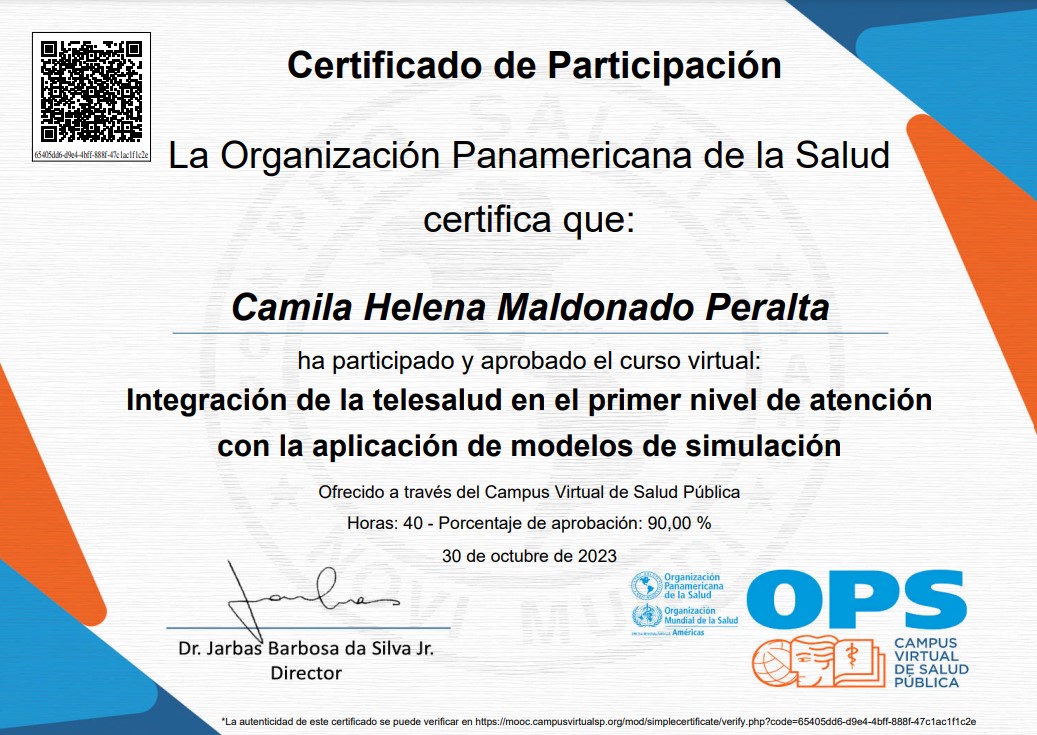 Certificado de Participación
65405dd6-d9e4-4bff-888f-47c1ac1f1c2e
La Organización Panamericana de la Salud
certifica que:
Camila Helena Maldonado Peralta
ha participado y aprobado el curso virtual:
Integración de la telesalud en el primer nivel de atención
con la aplicación de modelos de simulación
Ofrecido a través del Campus Virtual de Salud Pública
Horas: 40 - Porcentaje de aprobación: 90,00 %
30 de octubre de 2023
Dr. Jarbas Barbosa da Silva Jr.
Director
Organización
Panamericana
de la Salud
Organización
Mundial de la Salud
Américas
OPS
CAMPUS
VIRTUAL
DE SALUD
PÚBLICA
*La autenticidad de este certificado se puede verificar en https://mooc.campusvirtualsp.org/mod/simplecertificate/verify.php?code=65405dd6-d9e4-4bff-888f-47c1ac1f1c2e